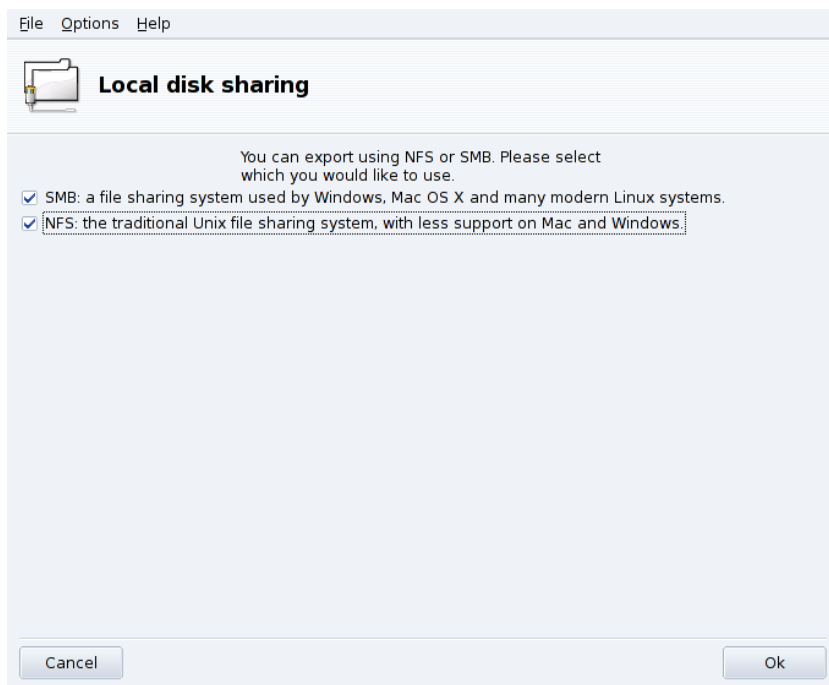 File Options Help
Local disk sharing
You can export using NFS or SMB. Please select
which you would like to use.
SMB: a file sharing system used by Windows, Mac OS X and many modern Linux systems.
NFS: the traditional Unix file sharing system, with less support on Mac and Windows.
Cancel Ok